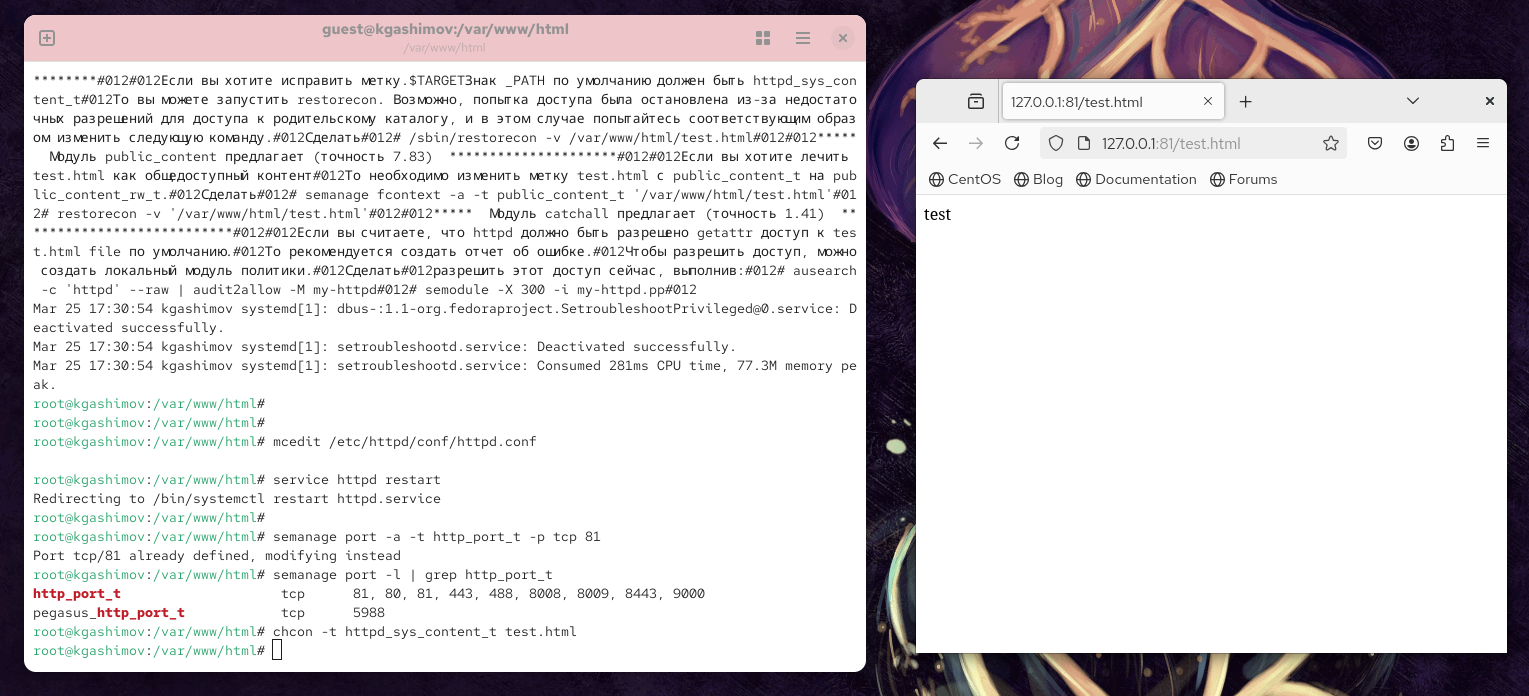 guest@kgashimov:/var/www/html
/var/www/html
********#012#012Если вы хотите исправить метку.$TARGETЗнак _PATH по умолчанию должен быть httpd_sys_con
tent_t#012То вы можете запустить restorecon. Возможно, попытка доступа была остановлена из-за недостато
чных разрешений для доступа к родительскому каталогу, и в этом случае попытайтесь соответствующим образ
ом изменить следующую команду.#012Сделать#012# /sbin/restorecon -v /var/www/html/test.html#012#012*****
  Модуль public_content предлагает (точность 7.83)  *********************#012#012Если вы хотите лечить
test.html как общедоступный контент#012То необходимо изменить метку test.html с public_content_t на pub
lic_content_rw_t.#012Сделать#012# semanage fcontext -a -t public_content_t '/var/www/html/test.html'#01
2# restorecon -v '/var/www/html/test.html'#012#012*****  Модуль catchall предлагает (точность 1.41)  **
*************************#012#012Если вы считаете, что httpd должно быть разрешено getattr доступ к tes
t.html file по умолчанию.#012То рекомендуется создать отчет об ошибке.#012Чтобы разрешить доступ, можно
 создать локальный модуль политики.#012Сделать#012разрешить этот доступ сейчас, выполнив:#012# ausearch
 -c 'httpd' --raw | audit2allow -M my-httpd#012# semodule -X 300 -i my-httpd.pp#012
Mar 25 17:30:54 kgashimov systemd[1]: dbus-:1.1-org.fedoraproject.SetroubleshootPrivileged@0.service: D
eactivated successfully.
Mar 25 17:30:54 kgashimov systemd[1]: setroubleshootd.service: Deactivated successfully.
Mar 25 17:30:54 kgashimov systemd[1]: setroubleshootd.service: Consumed 281ms CPU time, 77.3M memory pe
ak.
root@kgashimov:/var/www/html#
root@kgashimov:/var/www/html#
root@kgashimov:/var/www/html# mcedit /etc/httpd/conf/httpd.conf
root@kgashimov:/var/www/html# service httpd restart
Redirecting to /bin/systemctl restart httpd.service
root@kgashimov:/var/www/html#
root@kgashimov:/var/www/html# semanage port -a -t http_port_t -p tcp 81
Port tcp/81 already defined, modifying instead
root@kgashimov:/var/www/html# semanage port -l | grep http_port_t
http_port_t                    tcp      81, 80, 81, 443, 488, 8008, 8009, 8443, 9000
pegasus_http_port_t            tcp      5988
root@kgashimov:/var/www/html# chcon -t httpd_sys_content_t test.html
root@kgashimov:/var/www/html#
127.0.0.1:81/test.html
127.0.0.1:81/test.html
CentOS Blog Documentation Forums
test